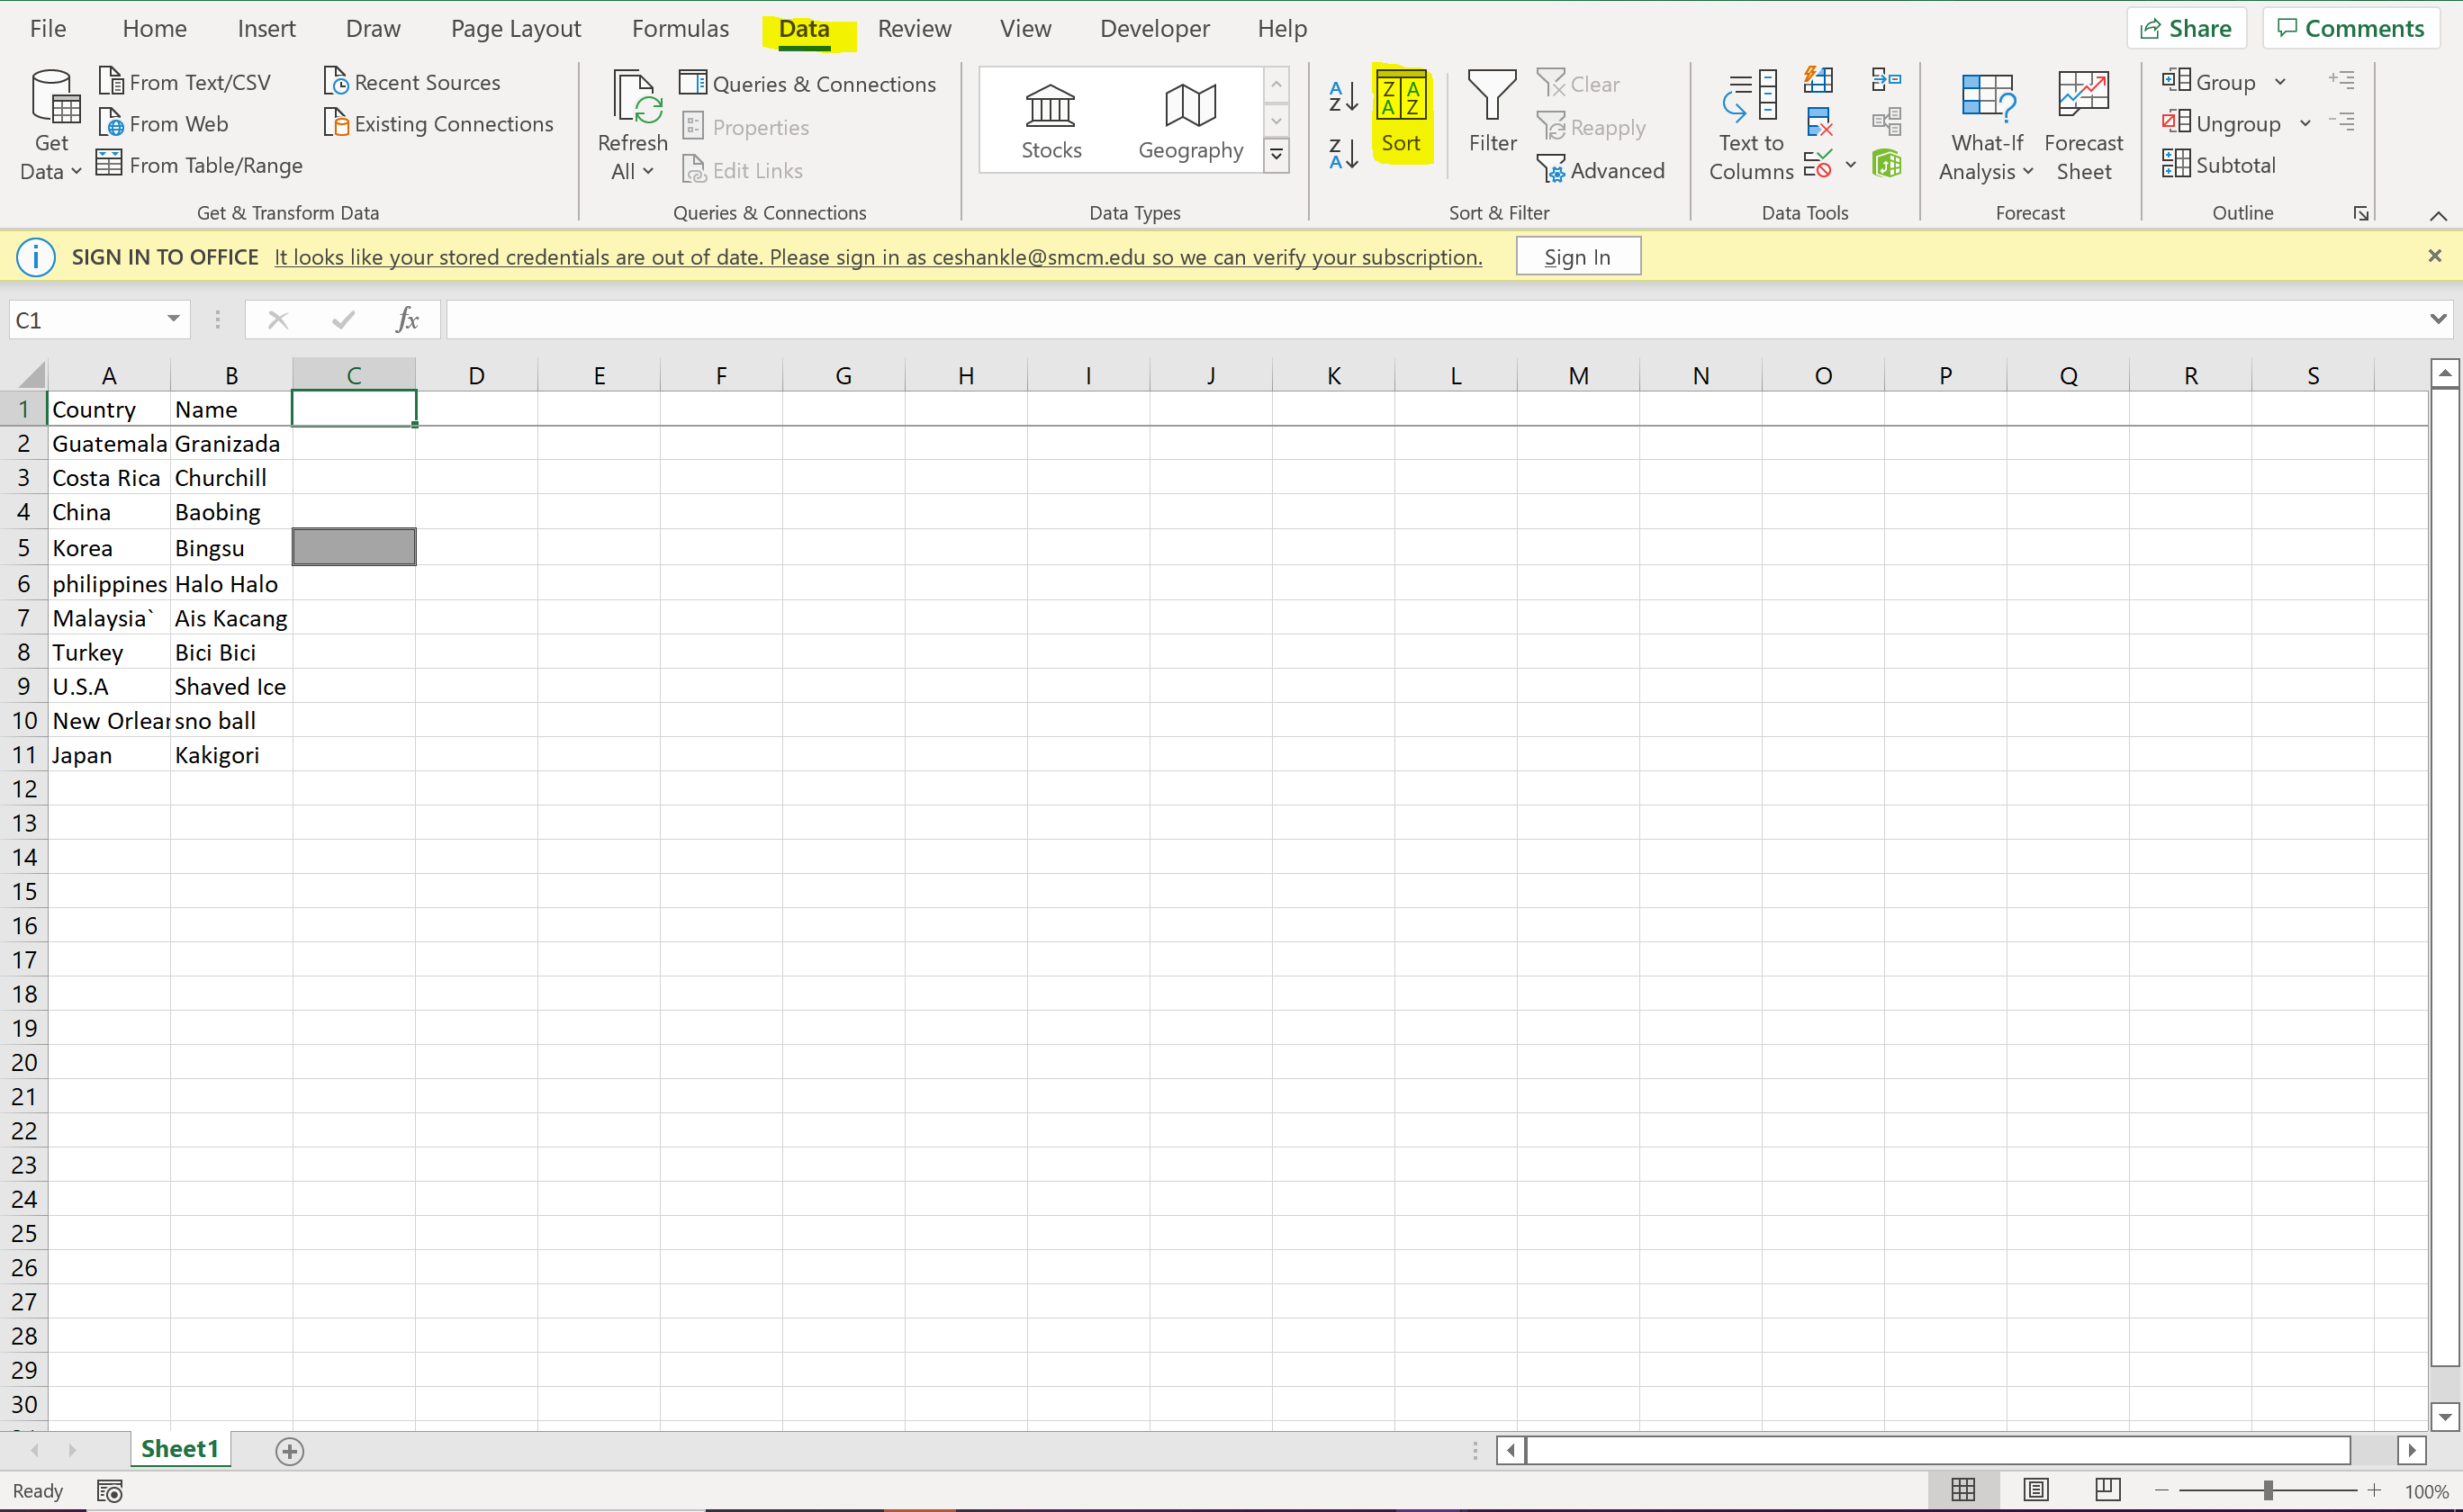 File Home Insert Draw Page Layout Formulas Data Review View Developer Help Share Comments
Get Data
From Text/CSV
From Web
From Table/Range
Recent Sources
Existing Connections
Get & Transform Data
Refresh All
Queries & Connections
Properties
Edit Links
Queries & Connections
Stocks Geography
Data Types
Sort
Filter
Clear
Reapply
Advanced
Sort & Filter
Text to Columns
Data Tools
What-If Analysis
Forecast Sheet
Forecast
Group
Ungroup
Subtotal
Outline
SIGN IN TO OFFICE It looks like your stored credentials are out of date. Please sign in as ceshankle@smcm.edu so we can verify your subscription. Sign In
C1 fx
A B C D E F G H I J K L M N O P Q R S
1 Country Name
2 Guatemala Granizada
3 Costa Rica Churchill
4 China Baobing
5 Korea Bingsu
6 philippines Halo Halo
7 Malaysia` Ais Kacang
8 Turkey Bici Bici
9 U.S.A Shaved Ice
10 New Orlear sno ball
11 Japan Kakigori
12
13
14
15
16
17
18
19
20
21
22
23
24
25
26
27
28
29
30
Sheet1
Ready 100%